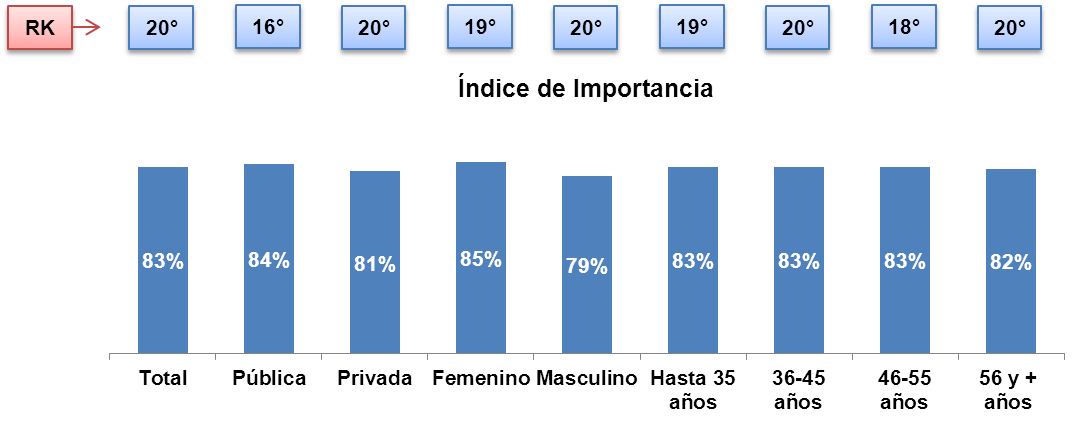 RK 20° 16° 20° 19° 20° 19° 20° 18° 20°
Índice de Importancia
83% 84% 81% 85% 79% 83% 83% 83% 82%
Total Pública Privada Femenino Masculino Hasta 35 36-45 46-55 56 y +
años años años años